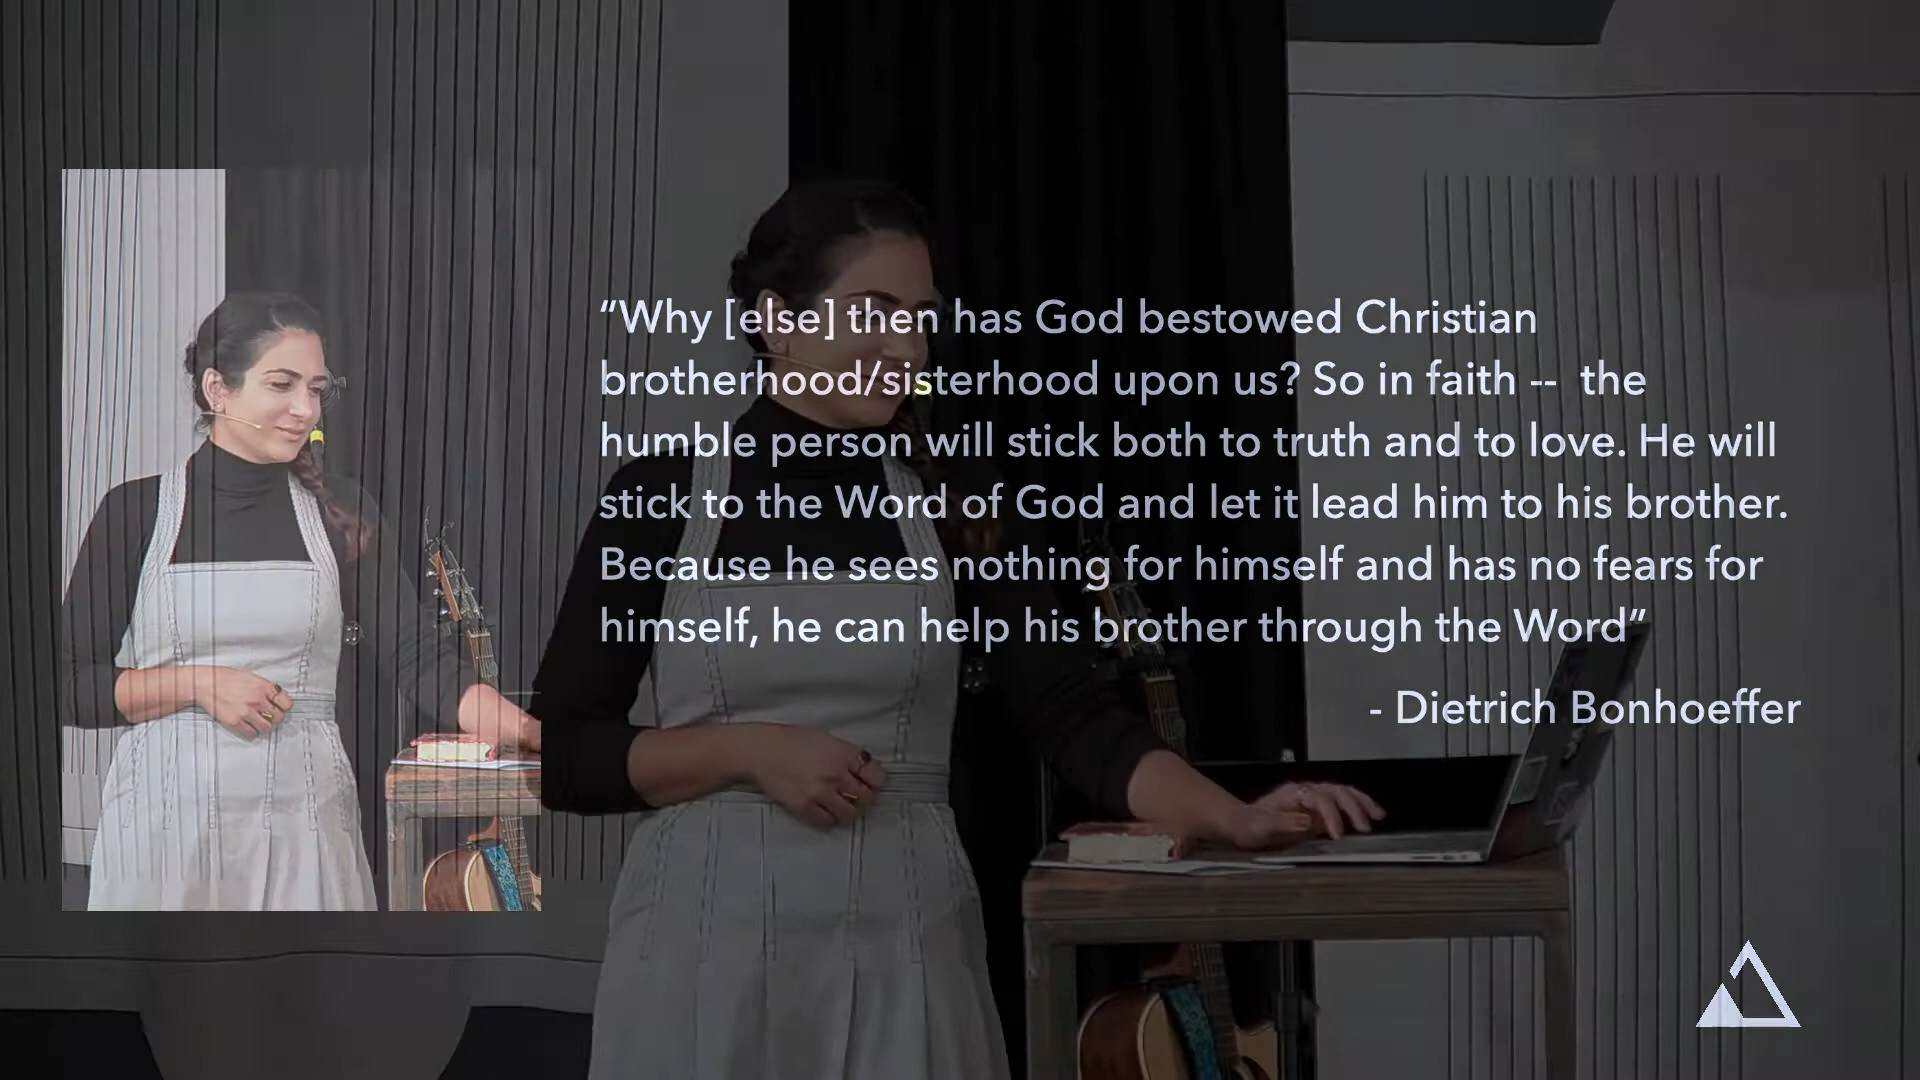 “Why [else] then has God bestowed Christian
brotherhood/sisterhood upon us? So in faith --  the
humble person will stick both to truth and to love. He will
stick to the Word of God and let it lead him to his brother.
Because he sees nothing for himself and has no fears for
himself, he can help his brother through the Word”
- Dietrich Bonhoeffer